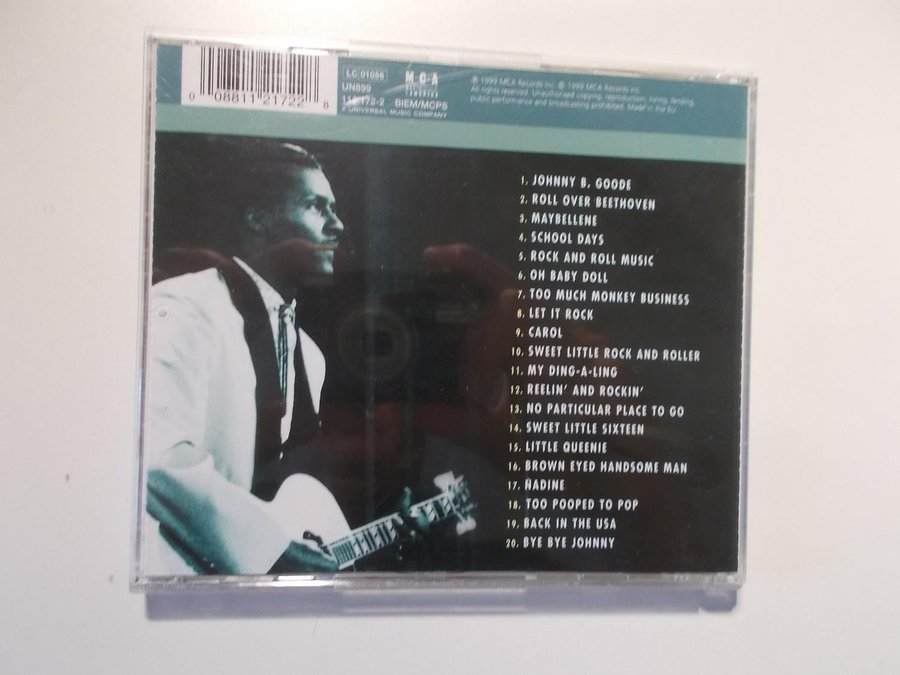 0 08811 21722 8
LC 01056
UN899
112 172-2
BIEM/MCPS
A UNIVERSAL MUSIC COMPANY
MCA
℗ 1999 MCA Records Inc. © 1999 MCA Records Inc.
All rights reserved. Unauthorised copying, reproduction, hiring, lending,
public performance and broadcasting prohibited. Made in the EU
1. JOHNNY B. GOODE
2. ROLL OVER BEETHOVEN
3. MAYBELLENE
4. SCHOOL DAYS
5. ROCK AND ROLL MUSIC
6. OH BABY DOLL
7. TOO MUCH MONKEY BUSINESS
8. LET IT ROCK
9. CAROL
10. SWEET LITTLE ROCK AND ROLLER
11. MY DING-A-LING
12. REELIN' AND ROCKIN'
13. NO PARTICULAR PLACE TO GO
14. SWEET LITTLE SIXTEEN
15. LITTLE QUEENIE
16. BROWN EYED HANDSOME MAN
17. NADINE
18. TOO POOPED TO POP
19. BACK IN THE USA
20. BYE BYE JOHNNY